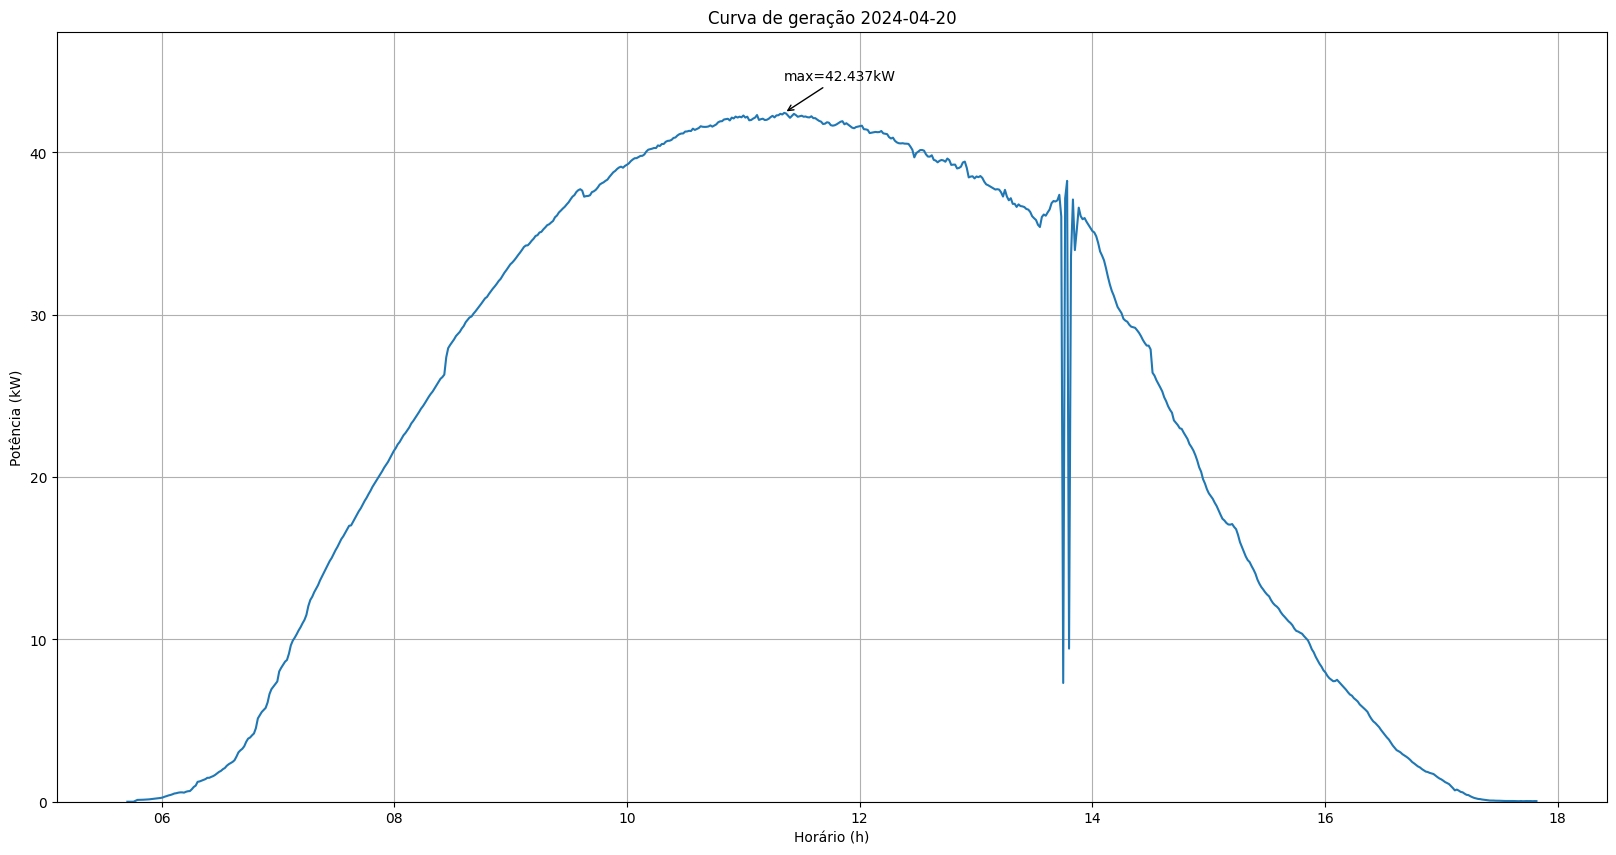 Curva de geração 2024-04-20
max=42.437kW
Potência (kW)
40
30
20
10
0
06 08 10 12 14 16 18
Horário (h)